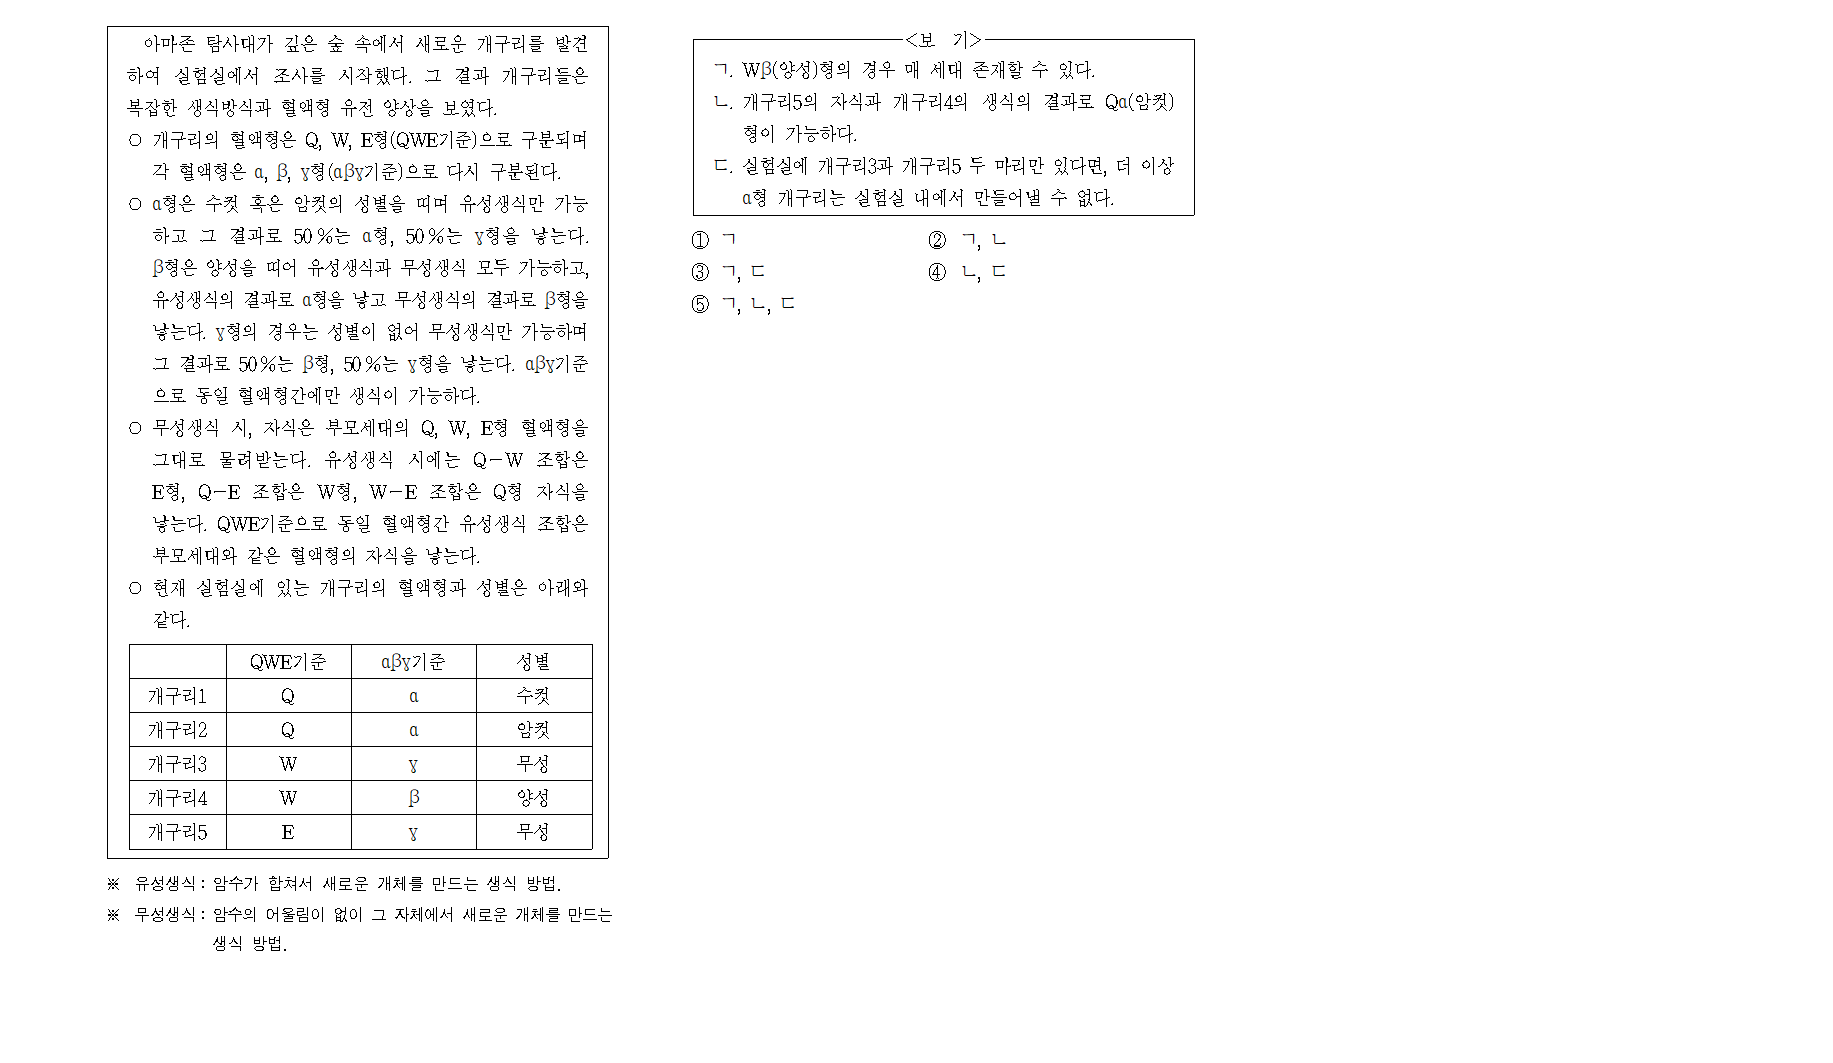 아마존 탐사대가 깊은 숲 속에서 새로운 개구리를 발견
하여 실험실에서 조사를 시작했다. 그 결과 개구리들은
복잡한 생식방식과 혈액형 유전 양상을 보였다.
○ 개구리의 혈액형은 Q, W, E형(QWE기준)으로 구분되며
각 혈액형은 α, β, γ형(αβγ기준)으로 다시 구분된다.
○ α형은 수컷 혹은 암컷의 성별을 띠며 유성생식만 가능
하고 그 결과로 50%는 α형, 50%는 γ형을 낳는다.
β형은 양성을 띠어 유성생식과 무성생식 모두 가능하고,
유성생식의 결과로 α형을 낳고 무성생식의 결과로 β형을
낳는다. γ형의 경우는 성별이 없어 무성생식만 가능하며
그 결과로 50%는 β형, 50%는 γ형을 낳는다. αβγ기준
으로 동일 혈액형간에만 생식이 가능하다.
○ 무성생식 시, 자식은 부모세대의 Q, W, E형 혈액형을
그대로 물려받는다. 유성생식 시에는 Q-W 조합은
E형, Q-E 조합은 W형, W-E 조합은 Q형 자식을
낳는다. QWE기준으로 동일 혈액형간 유성생식 조합은
부모세대와 같은 혈액형의 자식을 낳는다.
○ 현재 실험실에 있는 개구리의 혈액형과 성별은 아래와
같다.
QWE기준 αβγ기준 성별
개구리1 Q α 수컷
개구리2 Q α 암컷
개구리3 W γ 무성
개구리4 W β 양성
개구리5 E γ 무성
※ 유성생식 : 암수가 합쳐서 새로운 개체를 만드는 생식 방법.
※ 무성생식 : 암수의 어울림이 없이 그 자체에서 새로운 개체를 만드는
생식 방법.
<보 기>
ㄱ. Wβ(양성)형의 경우 매 세대 존재할 수 있다.
ㄴ. 개구리5의 자식과 개구리4의 생식의 결과로 Qα(암컷)
형이 가능하다.
ㄷ. 실험실에 개구리3과 개구리5 두 마리만 있다면, 더 이상
α형 개구리는 실험실 내에서 만들어낼 수 없다.
① ㄱ ② ㄱ, ㄴ
③ ㄱ, ㄷ ④ ㄴ, ㄷ
⑤ ㄱ, ㄴ, ㄷ